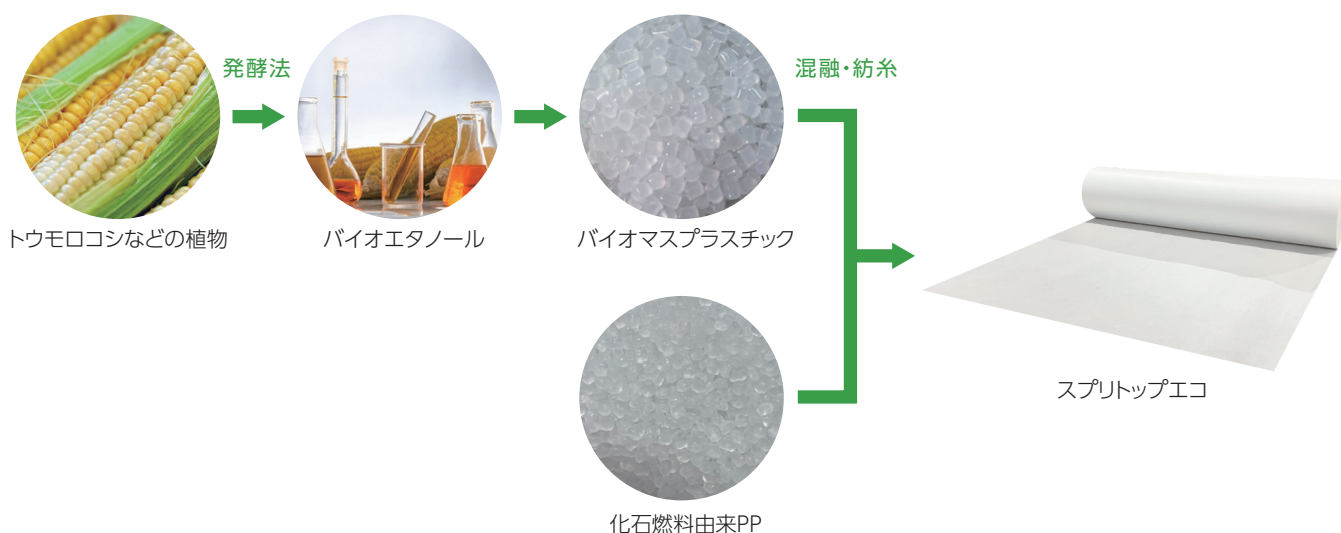 発酵法
混融・紡糸
トウモロコシなどの植物
バイオエタノール
バイオマスプラスチック
スプリトップエコ
化石燃料由来PP